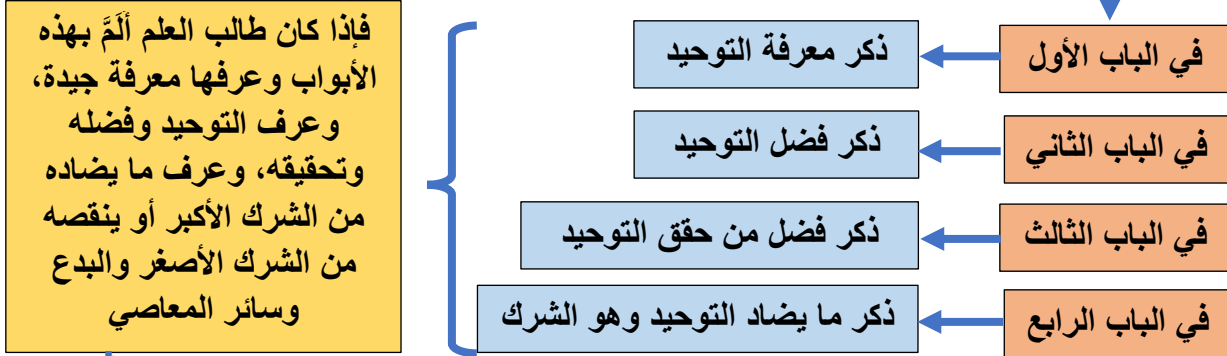 في الباب الأول
ذكر معرفة التوحيد
في الباب الثاني
ذكر فضل التوحيد
في الباب الثالث
ذكر فضل من حقق التوحيد
في الباب الرابع
ذكر ما يضاد التوحيد وهو الشرك
فإذا كان طالب العلم ألَمَّ بهذه
الأبواب وعرفها معرفة جيدة،
وعرف التوحيد وفضله
وتحقيقه، وعرف ما يضاده
من الشرك الأكبر أو ينقصه
من الشرك الأصغر والبدع
وسائر المعاصي